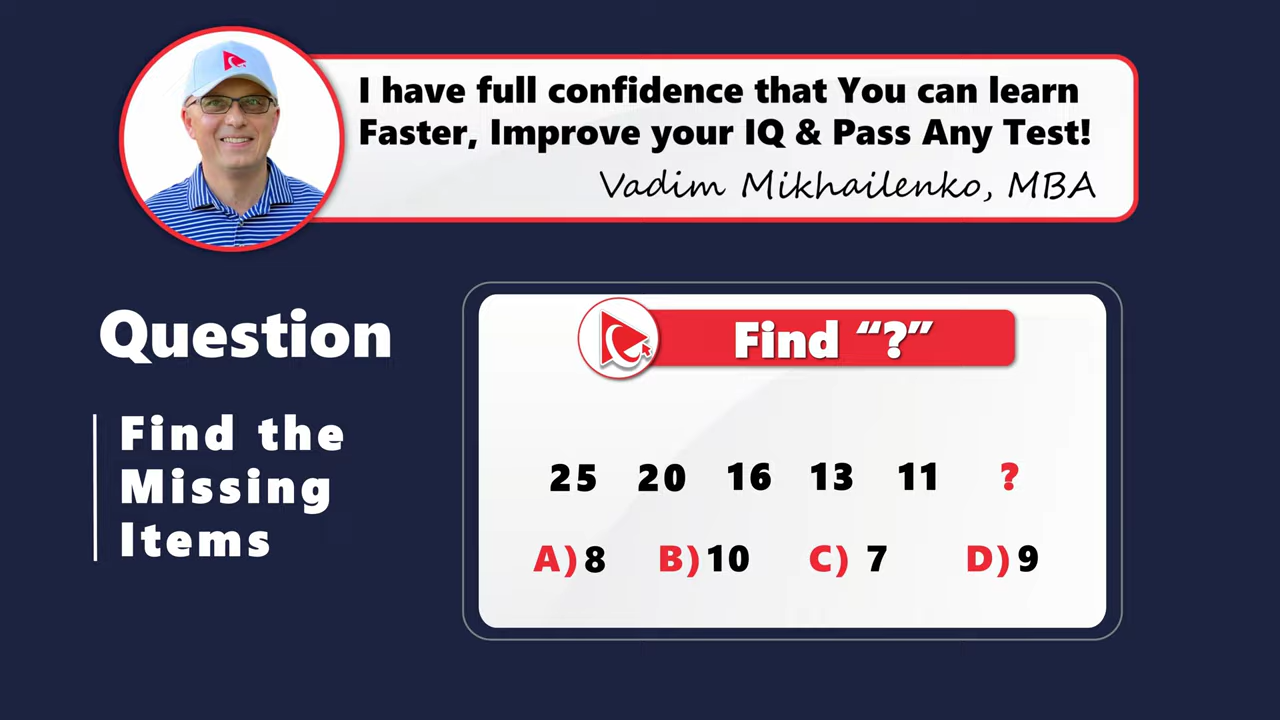 I have full confidence that You can learn
Faster, Improve your IQ & Pass Any Test!
Vadim Mikhailenko, MBA
Question
Find the
Missing
Items
Find “?”
25 20 16 13 11 ?
A) 8 B) 10 C) 7 D) 9